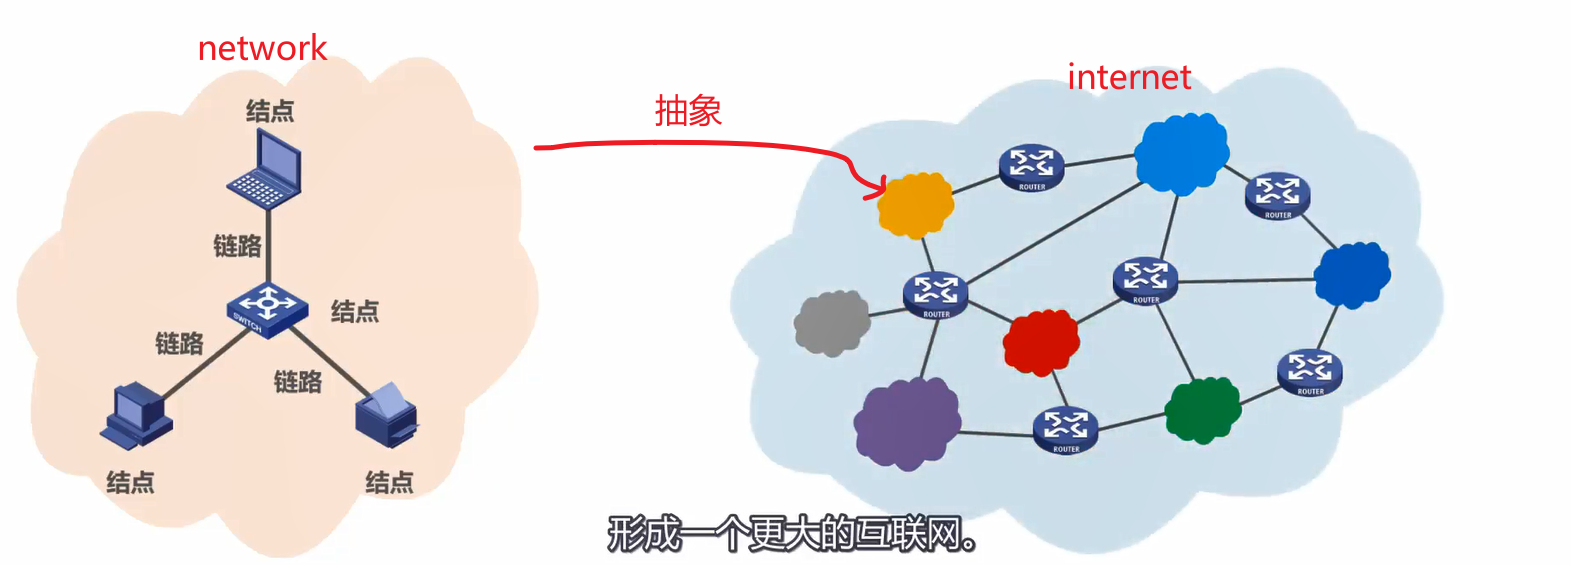 network
internet
抽象
结点
链路
SWITCH
结点
链路
链路
结点
结点
ROUTER
ROUTER
ROUTER
ROUTER
ROUTER
ROUTER
形成一个更大的互联网。